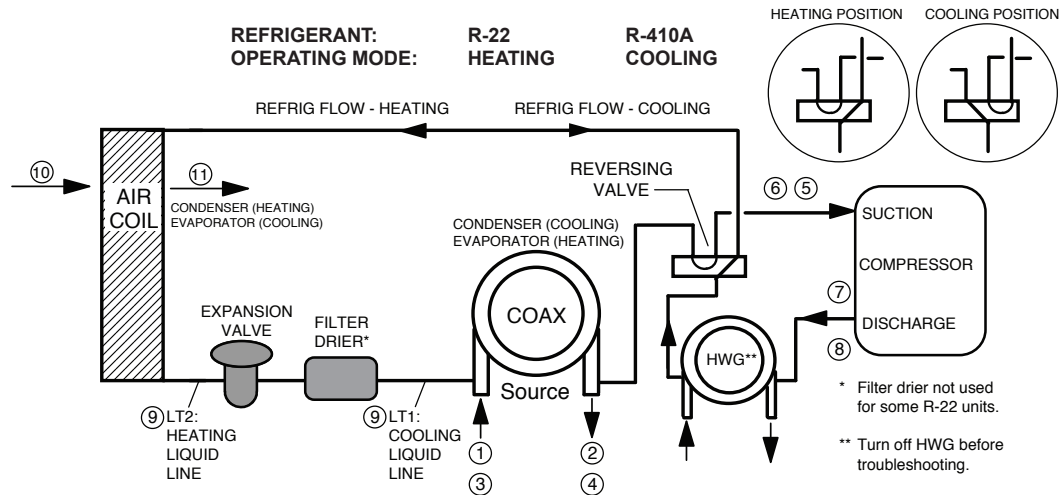 HEATING POSITION
COOLING POSITION
REFRIGERANT: R-22 R-410A
OPERATING MODE: HEATING COOLING
REFRIG FLOW - HEATING
REFRIG FLOW - COOLING
REVERSING
VALVE
⑥ ⑤
⑩
⑪
AIR
COIL
CONDENSER (HEATING)
EVAPORATOR (COOLING)
CONDENSER (COOLING)
EVAPORATOR (HEATING)
SUCTION
COMPRESSOR
⑦
DISCHARGE
⑧
EXPANSION
VALVE
FILTER
DRIER*
COAX
Source
HWG**
⑨ LT2:
HEATING
LIQUID
LINE
⑨ LT1:
COOLING
LIQUID
LINE
①
③
②
④
* Filter drier not used
for some R-22 units.
** Turn off HWG before
troubleshooting.